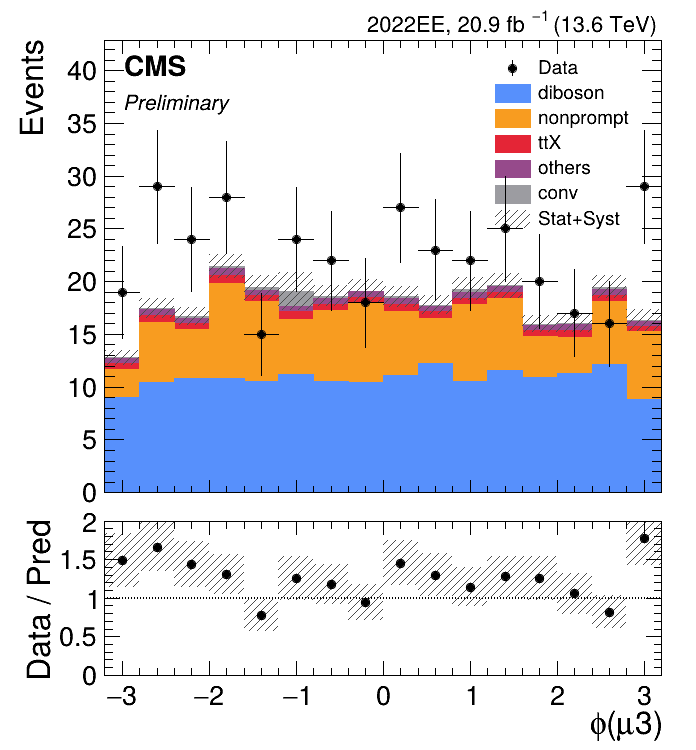 2022EE, 20.9 fb⁻¹ (13.6 TeV)
CMS
Preliminary
Data
diboson
nonprompt
ttX
others
conv
Stat+Syst
Events
40
35
30
25
20
15
10
5
0
Data / Pred
2
1.5
1
0.5
0
−3 −2 −1 0 1 2 3
ϕ(μ3)